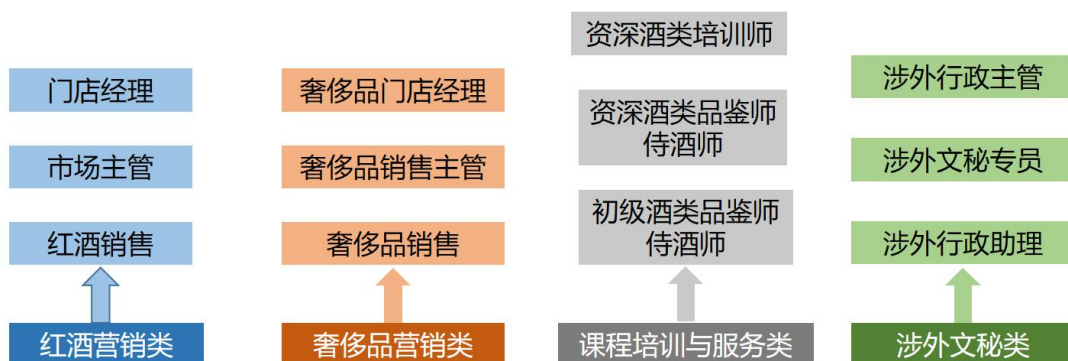 门店经理
市场主管
红酒销售
红酒营销类
奢侈品门店经理
奢侈品销售主管
奢侈品销售
奢侈品营销类
资深酒类培训师
资深酒类品鉴师
侍酒师
初级酒类品鉴师
侍酒师
课程培训与服务类
涉外行政主管
涉外文秘专员
涉外行政助理
涉外文秘类